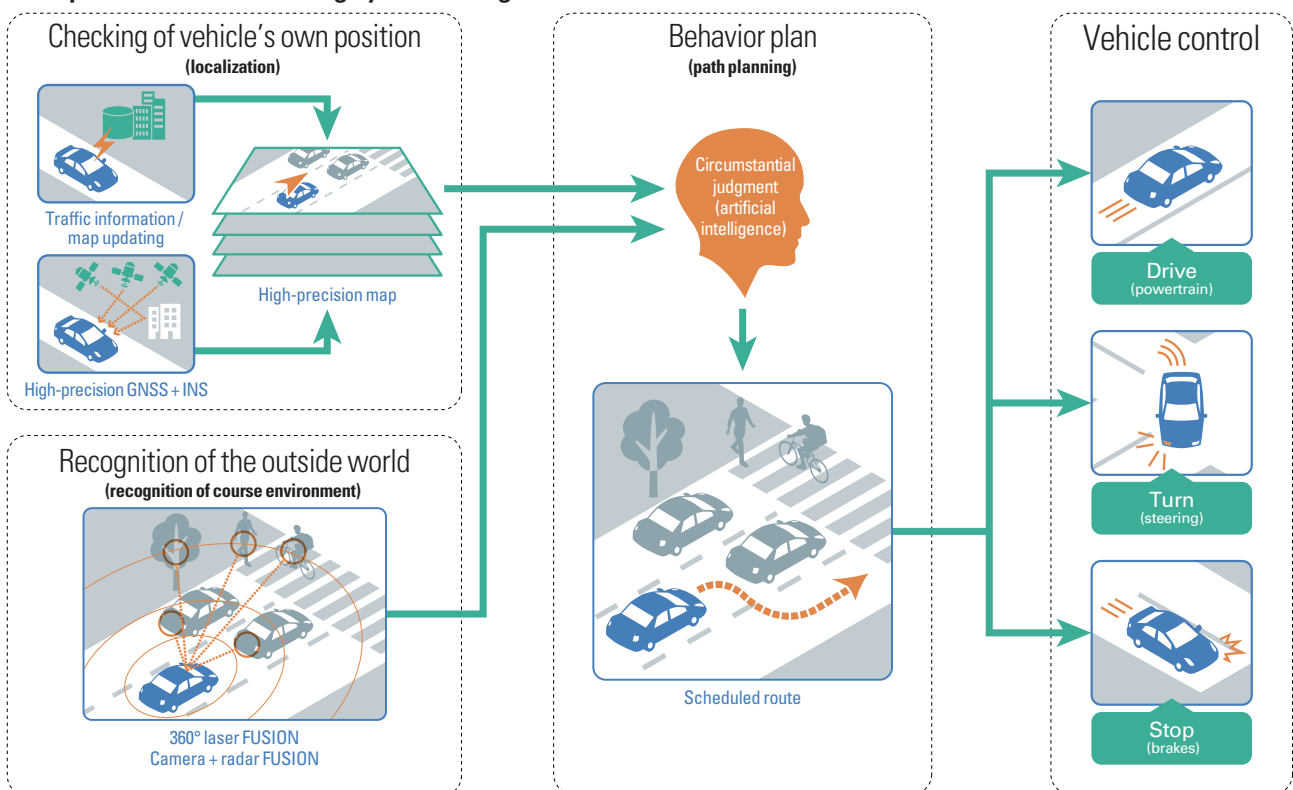 Checking of vehicle's own position
(localization)
Traffic information /
map updating
High-precision map
High-precision GNSS + INS
Recognition of the outside world
(recognition of course environment)
360° laser FUSION
Camera + radar FUSION
Behavior plan
(path planning)
Circumstantial
judgment
(artificial
intelligence)
Scheduled route
Vehicle control
Drive
(powertrain)
Turn
(steering)
Stop
(brakes)